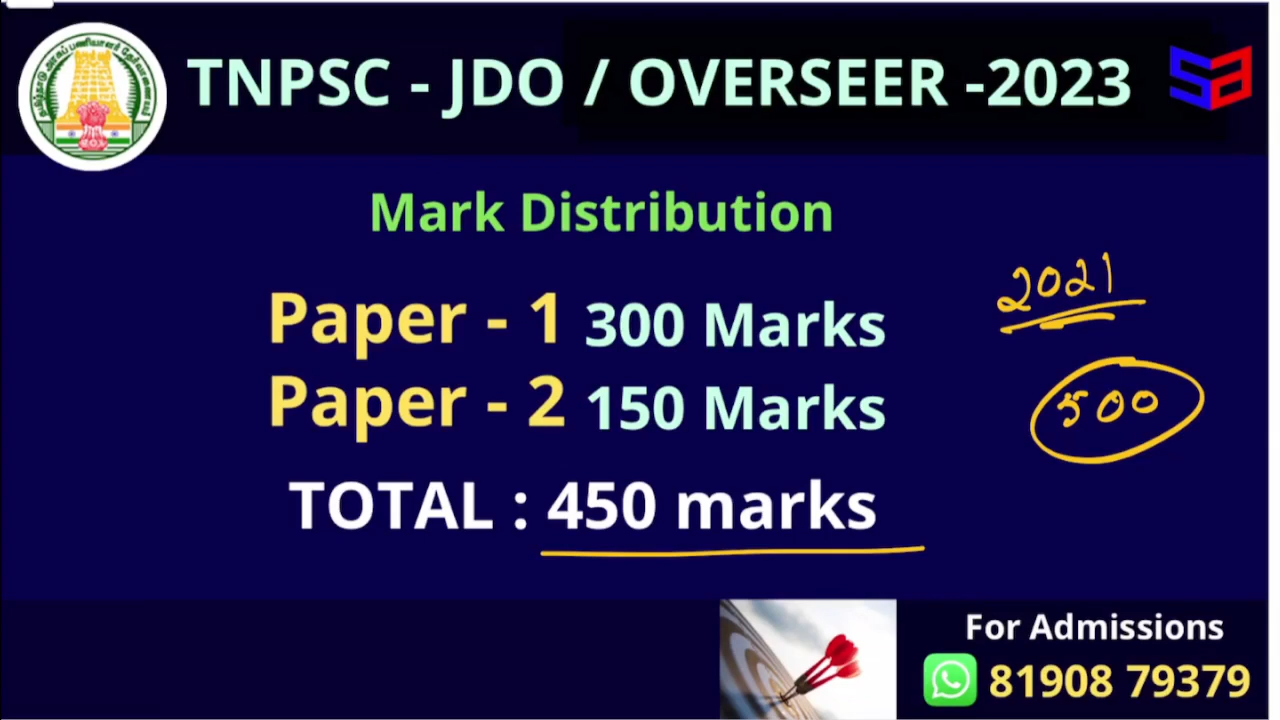 TNPSC - JDO / OVERSEER -2023
Mark Distribution
Paper - 1 300 Marks
Paper - 2 150 Marks
TOTAL : 450 marks
2021
500
For Admissions
81908 79379